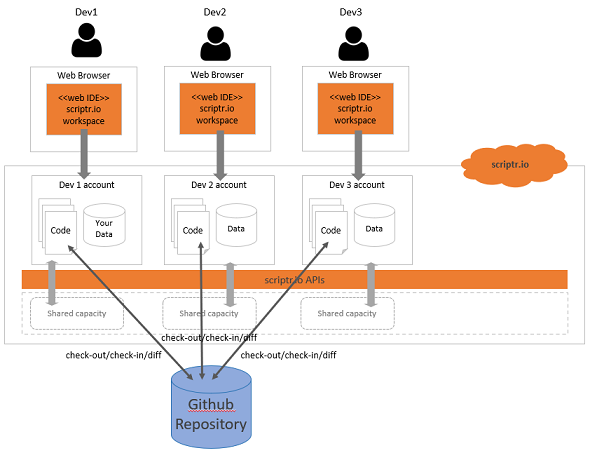 Dev1
Dev2
Dev3
Web Browser
Web Browser
Web Browser
<<web IDE>>
scriptr.io
workspace
<<web IDE>>
scriptr.io
workspace
<<web IDE>>
scriptr.io
workspace
scriptr.io
Dev 1 account
Dev 2 account
Dev 3 account
Code
Your
Data
Code
Data
Code
Data
scriptr.io APIs
Shared capacity
Shared capacity
Shared capacity
check-out/check-in/diff
check-out/check-in/diff
check-out/check-in/diff
Github
Repository